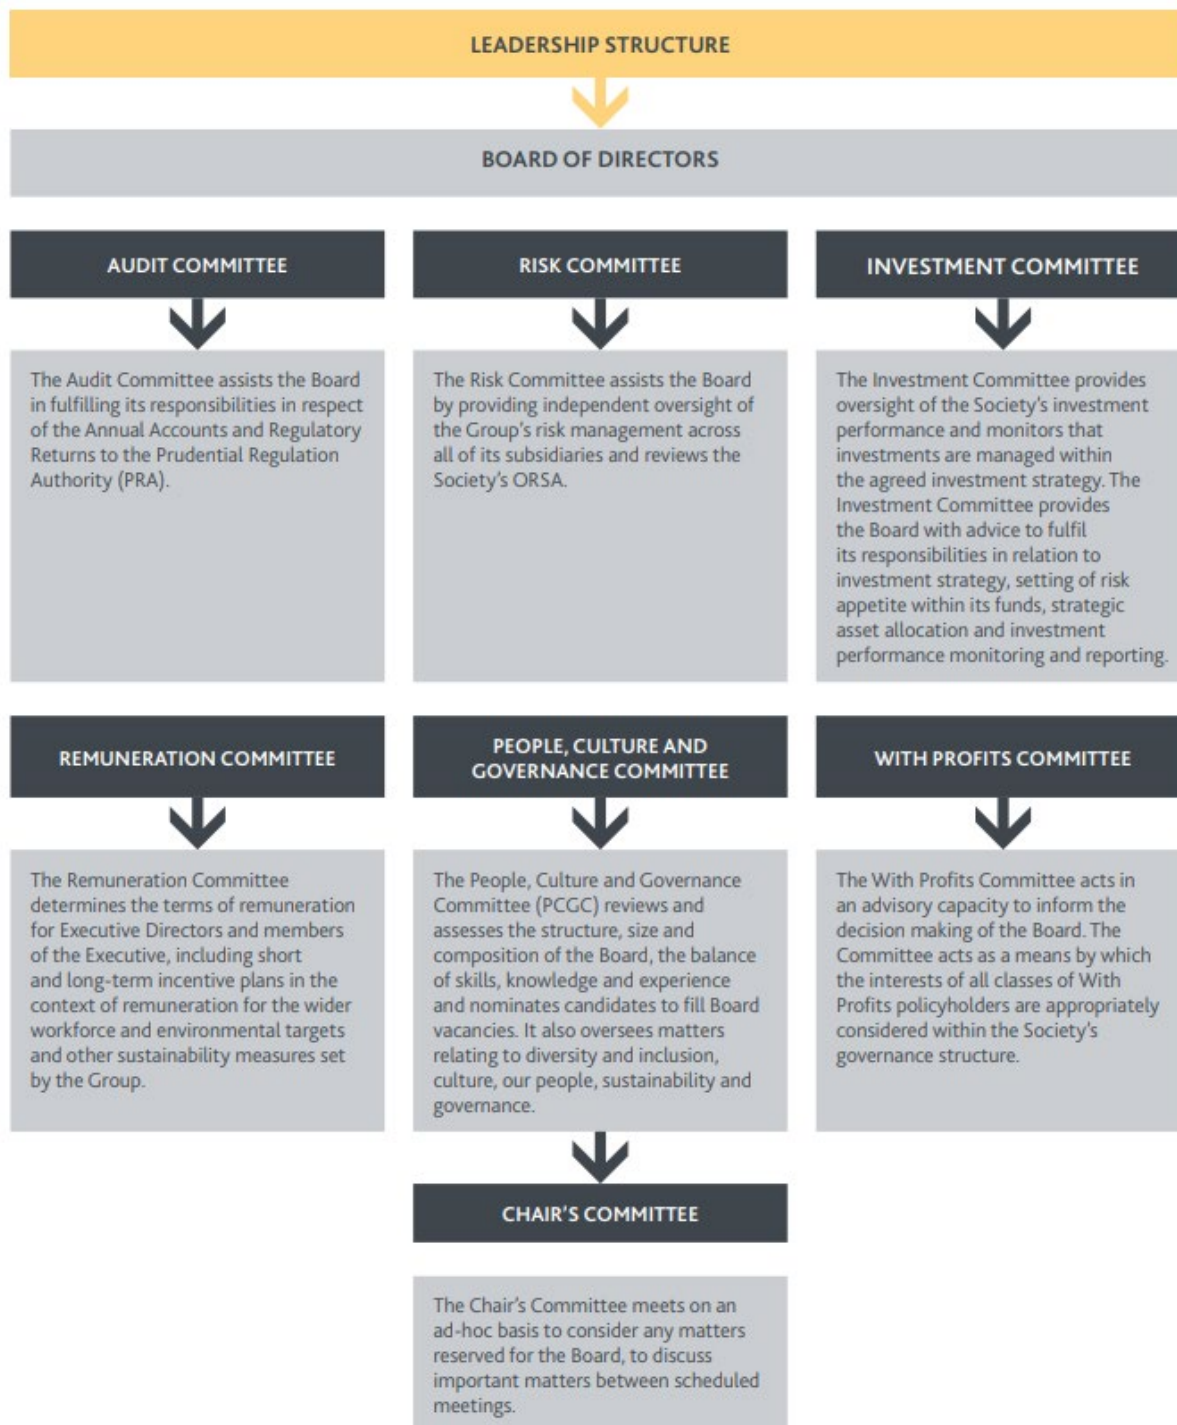 LEADERSHIP STRUCTURE
BOARD OF DIRECTORS
AUDIT COMMITTEE
The Audit Committee assists the Board
in fulfilling its responsibilities in respect
of the Annual Accounts and Regulatory
Returns to the Prudential Regulation
Authority (PRA).
RISK COMMITTEE
The Risk Committee assists the Board
by providing independent oversight of
the Group's risk management across
all of its subsidiaries and reviews the
Society's ORSA.
INVESTMENT COMMITTEE
The Investment Committee provides
oversight of the Society's investment
performance and monitors that
investments are managed within
the agreed investment strategy. The
Investment Committee provides
the Board with advice to fulfil
its responsibilities in relation to
investment strategy, setting of risk
appetite within its funds, strategic
asset allocation and investment
performance monitoring and reporting.
REMUNERATION COMMITTEE
The Remuneration Committee
determines the terms of remuneration
for Executive Directors and members
of the Executive, including short
and long-term incentive plans in the
context of remuneration for the wider
workforce and environmental targets
and other sustainability measures set
by the Group.
PEOPLE, CULTURE AND
GOVERNANCE COMMITTEE
The People, Culture and Governance
Committee (PCGC) reviews and
assesses the structure, size and
composition of the Board, the balance
of skills, knowledge and experience
and nominates candidates to fill Board
vacancies. It also oversees matters
relating to diversity and inclusion,
culture, our people, sustainability and
governance.
WITH PROFITS COMMITTEE
The With Profits Committee acts in
an advisory capacity to inform the
decision making of the Board. The
Committee acts as a means by which
the interests of all classes of With
Profits policyholders are appropriately
considered within the Society's
governance structure.
CHAIR'S COMMITTEE
The Chair's Committee meets on an
ad-hoc basis to consider any matters
reserved for the Board, to discuss
important matters between scheduled
meetings.